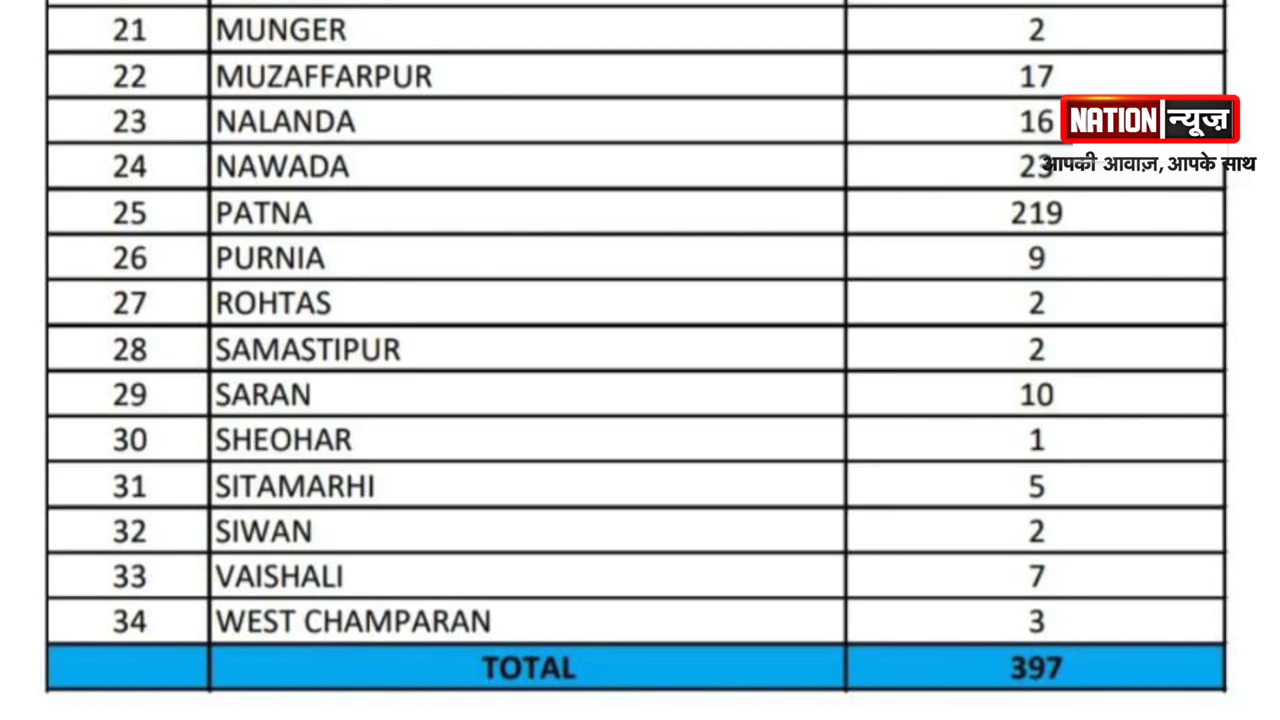 21 MUNGER 2
22 MUZAFFARPUR 17
23 NALANDA 16
NATION न्यूज़
24 NAWADA 23
आपकी आवाज़, आपके साथ
25 PATNA 219
26 PURNIA 9
27 ROHTAS 2
28 SAMASTIPUR 2
29 SARAN 10
30 SHEOHAR 1
31 SITAMARHI 5
32 SIWAN 2
33 VAISHALI 7
34 WEST CHAMPARAN 3
TOTAL 397